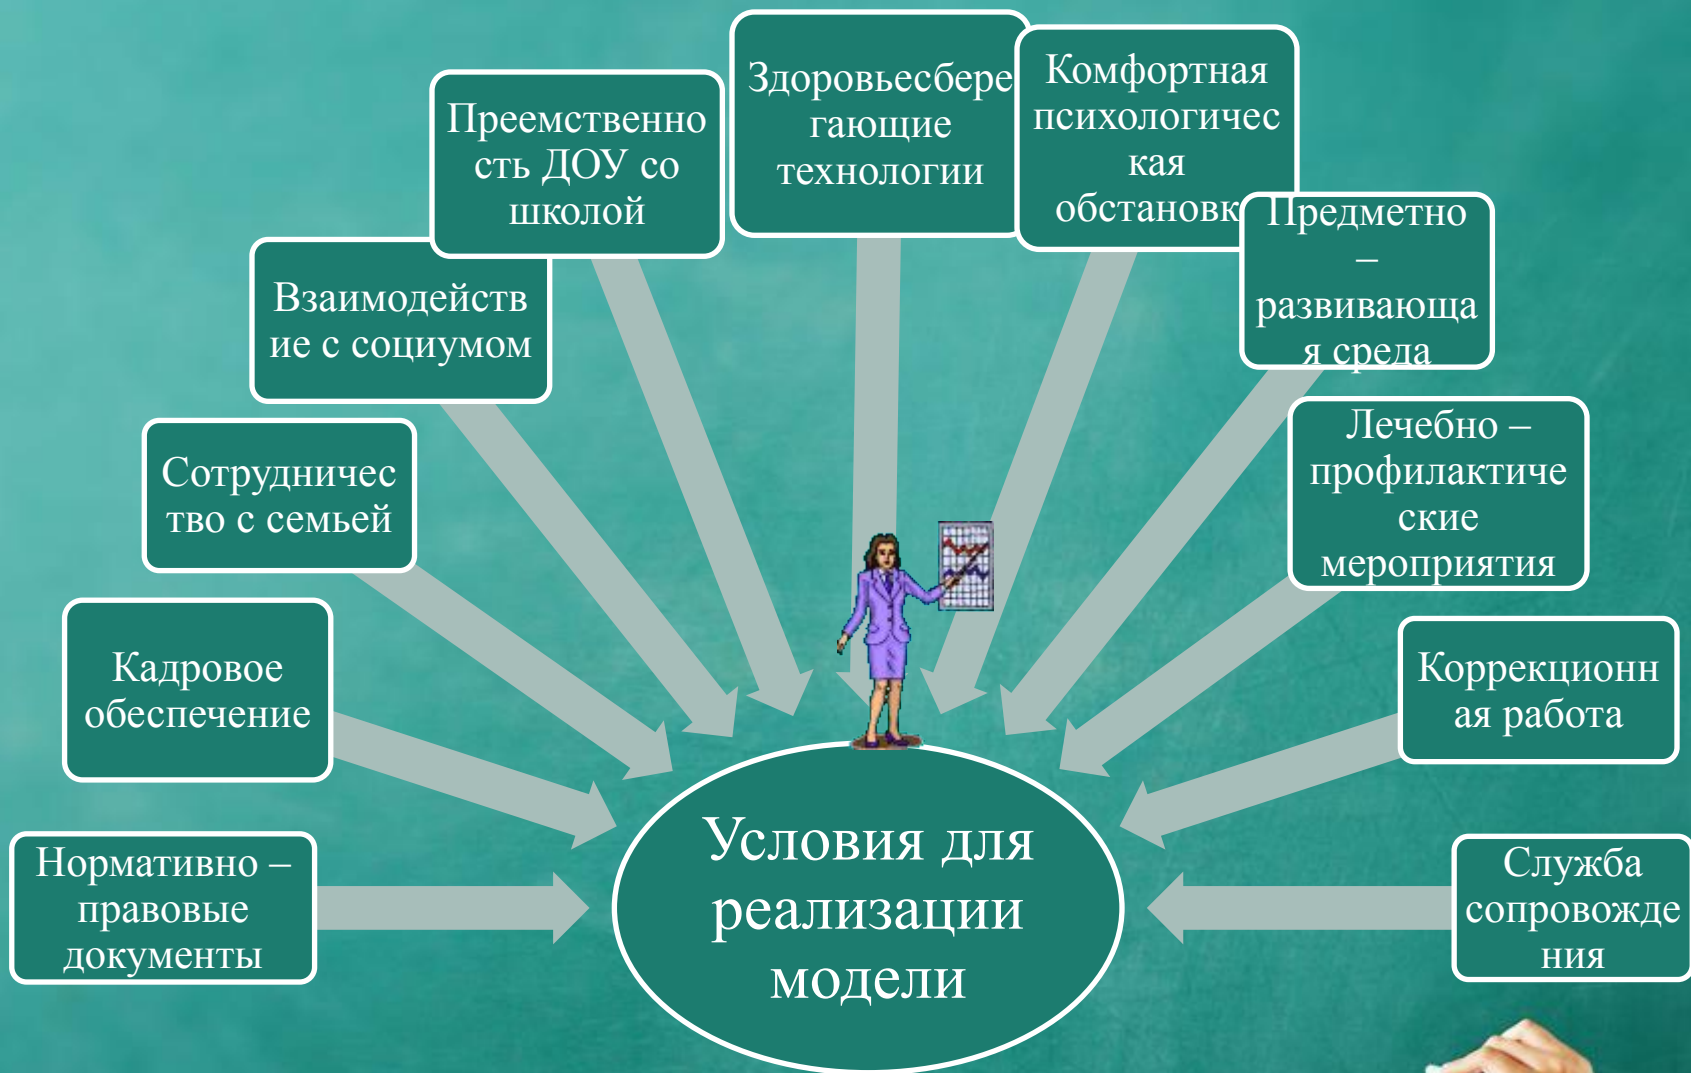 Здоровьесбере
гающие
технологии
Комфортная
психологичес
кая
обстановк
Преемственно
сть ДОУ со
школой
Предметно
–
развивающа
я среда
Взаимодейств
ие с социумом
Лечебно –
профилактиче
ские
мероприятия
Сотрудничес
тво с семьей
Коррекционн
ая работа
Кадровое
обеспечение
Служба
сопровожде
ния
Нормативно –
правовые
документы
Условия для
реализации
модели